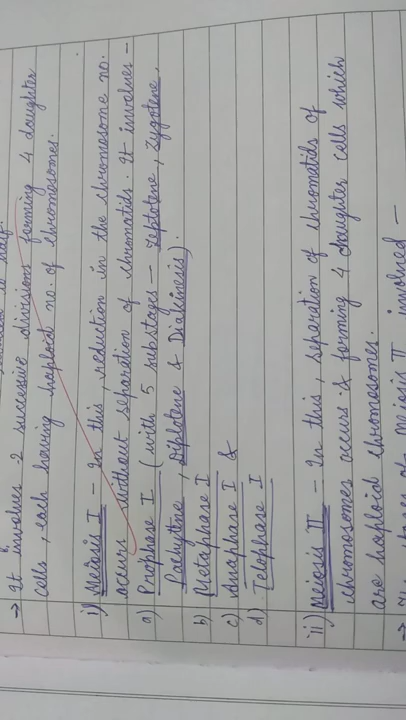 → It involves 2 successive divisions forming 4 daughter
cells, each having haploid no. of chromosomes.
i) Meiosis I - In this, reduction in the chromosome no.
occurs without separation of chromatids. It involves -
a) Prophase I (with 5 substages - Leptotene, Zygotene,
Pachytene, Diplotene & Diakinesis).
b) Metaphase I
c) Anaphase I &
d) Telophase I
ii) Meiosis II - In this, separation of chromatids of
chromosomes occurs & forming 4 daughter cells which
are haploid chromosomes.
→ The stages of Meiosis II involved -